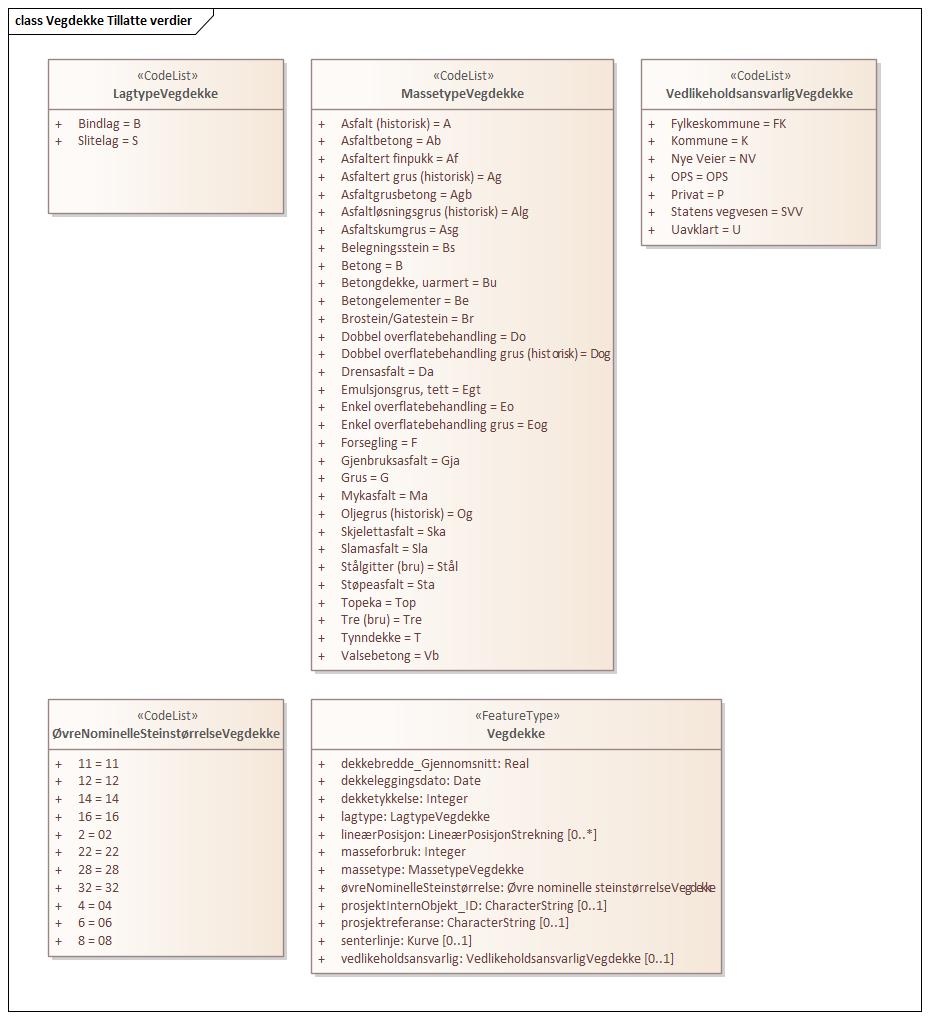 class Vegdekke Tillatte verdier
«CodeList»
LagtypeVegdekke
+ Bindlag = B
+ Slitelag = S
«CodeList»
MassetypeVegdekke
+ Asfalt (historisk) = A
+ Asfaltbetong = Ab
+ Asfaltert finpukk = Af
+ Asfaltert grus (historisk) = Ag
+ Asfaltgrusbetong = Agb
+ Asfaltløsningsgrus (historisk) = Alg
+ Asfaltskumgrus = Asg
+ Belegningsstein = Bs
+ Betong = B
+ Betongdekke, uarmert = Bu
+ Betongelementer = Be
+ Brostein/Gatestein = Br
+ Dobbel overflatebehandling = Do
+ Dobbel overflatebehandling grus (historisk) = Dog
+ Drensasfalt = Da
+ Emulsjonsgrus, tett = Egt
+ Enkel overflatebehandling = Eo
+ Enkel overflatebehandling grus = Eog
+ Forsegling = F
+ Gjenbruksasfalt = Gja
+ Grus = G
+ Mykasfalt = Ma
+ Oljegrus (historisk) = Og
+ Skjelettasfalt = Ska
+ Slamasfalt = Sla
+ Stålgitter (bru) = Stål
+ Støpeasfalt = Sta
+ Topeka = Top
+ Tre (bru) = Tre
+ Tynndekke = T
+ Valsebetong = Vb
«CodeList»
VedlikeholdsansvarligVegdekke
+ Fylkeskommune = FK
+ Kommune = K
+ Nye Veier = NV
+ OPS = OPS
+ Privat = P
+ Statens vegvesen = SVV
+ Uavklart = U
«CodeList»
ØvreNominelleSteinstørrelseVegdekke
+ 11 = 11
+ 12 = 12
+ 14 = 14
+ 16 = 16
+ 2 = 02
+ 22 = 22
+ 28 = 28
+ 32 = 32
+ 4 = 04
+ 6 = 06
+ 8 = 08
«FeatureType»
Vegdekke
+ dekkebredde_Gjennomsnitt: Real
+ dekkeleggingsdato: Date
+ dekketykkelse: Integer
+ lagtype: LagtypeVegdekke
+ lineærPosisjon: LineærPosisjonStrekning [0..*]
+ masseforbruk: Integer
+ massetype: MassetypeVegdekke
+ øvreNominelleSteinstørrelse: Øvre nominelle steinstørrelseVegdekke
+ prosjektInternObjekt_ID: CharacterString [0..1]
+ prosjektreferanse: CharacterString [0..1]
+ senterlinje: Kurve [0..1]
+ vedlikeholdsansvarlig: VedlikeholdsansvarligVegdekke [0..1]